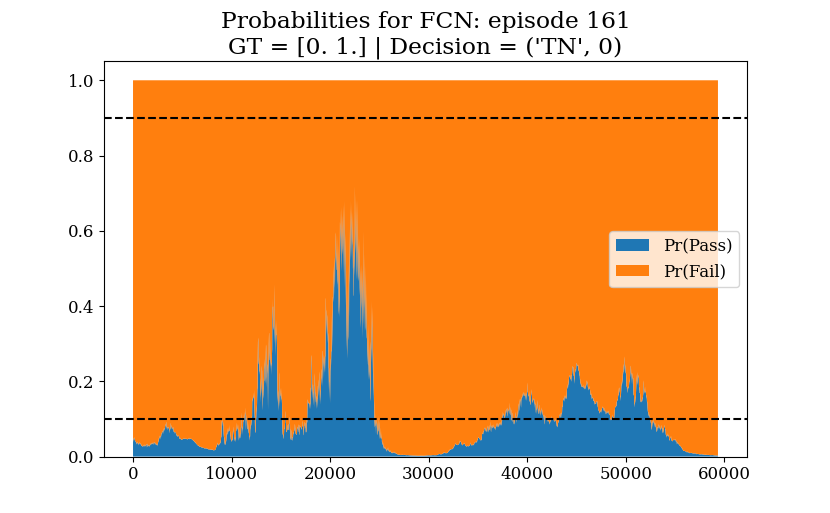 Probabilities for FCN: episode 161
GT = [0. 1.] | Decision = ('TN', 0)
1.0
0.8
0.6
0.4
0.2
0.0
Pr(Pass)
Pr(Fail)
0 10000 20000 30000 40000 50000 60000